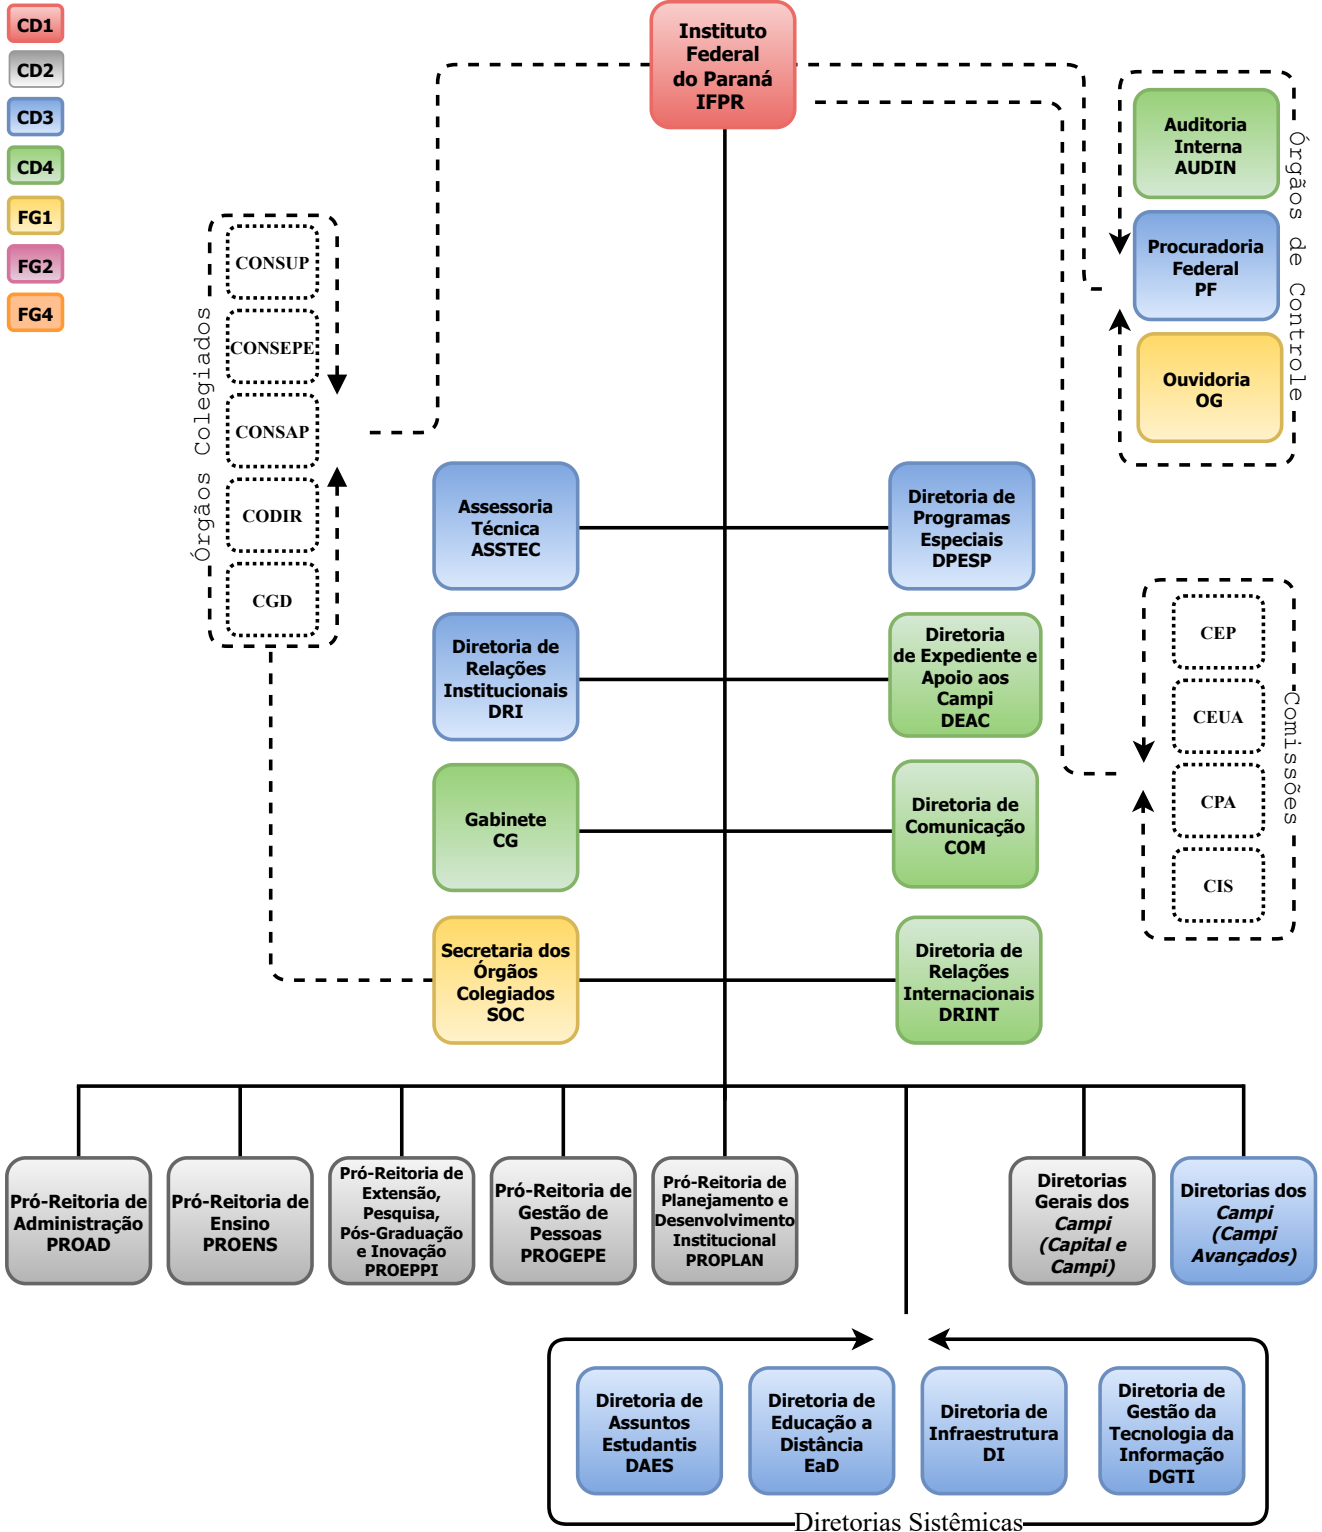 CD1
CD2
CD3
CD4
FG1
FG2
FG4
Instituto
Federal
do Paraná
IFPR
Auditoria
Interna
AUDIN
Procuradoria
Federal
PF
Ouvidoria
OG
Órgãos de Controle
Órgãos Colegiados
CONSUP
CONSEPE
CONSAP
CODIR
CGD
Assessoria
Técnica
ASSTEC
Diretoria de
Programas
Especiais
DPESP
Diretoria de
Relações
Institucionais
DRI
Diretoria
de Expediente e
Apoio aos
Campi
DEAC
Gabinete
CG
Diretoria de
Comunicação
COM
Secretaria dos
Órgãos
Colegiados
SOC
Diretoria de
Relações
Internacionais
DRINT
CEP
CEUA
CPA
CIS
Comissões
Pró-Reitoria de
Administração
PROAD
Pró-Reitoria de
Ensino
PROENS
Pró-Reitoria de
Extensão,
Pesquisa,
Pós-Graduação
e Inovação
PROEPPI
Pró-Reitoria de
Gestão de
Pessoas
PROGEPE
Pró-Reitoria de
Planejamento e
Desenvolvimento
Institucional
PROPLAN
Diretorias
Gerais dos
Campi
(Capital e
Campi)
Diretorias dos
Campi
(Campi
Avançados)
Diretoria de
Assuntos
Estudantis
DAES
Diretoria de
Educação a
Distância
EaD
Diretoria de
Infraestrutura
DI
Diretoria de
Gestão da
Tecnologia da
Informação
DGTI
Diretorias Sistêmicas